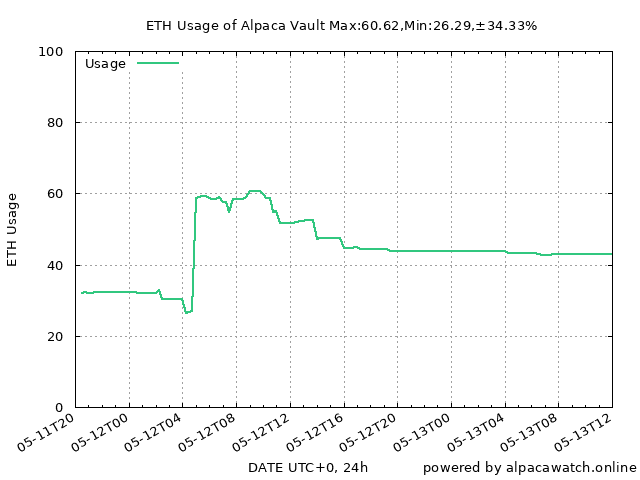 ETH Usage of Alpaca Vault Max:60.62,Min:26.29,±34.33%
100
Usage
80
60
ETH Usage
40
20
0
05-11T20 05-12T00 05-12T04 05-12T08 05-12T12 05-12T16 05-12T20 05-13T00 05-13T04 05-13T08 05-13T12
DATE UTC+0, 24h
powered by alpacawatch.online